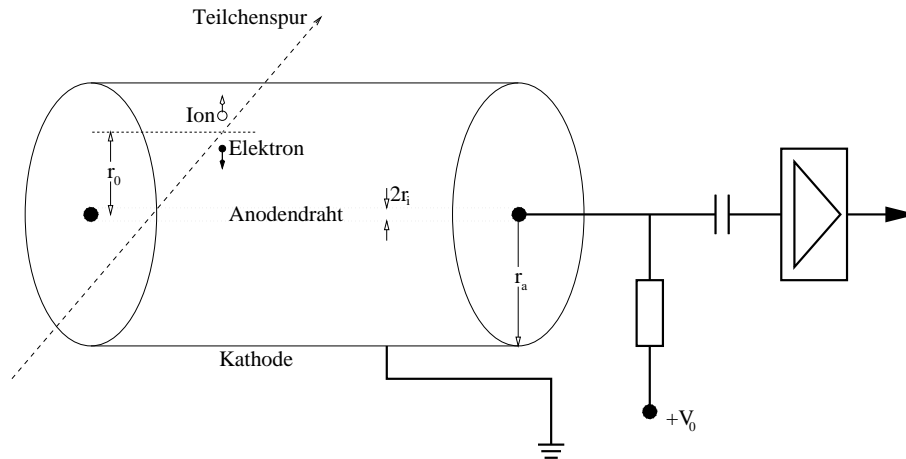 Teilchenspur
Ion
Elektron
r₀
2rᵢ
Anodendraht
rₐ
Kathode
+V₀